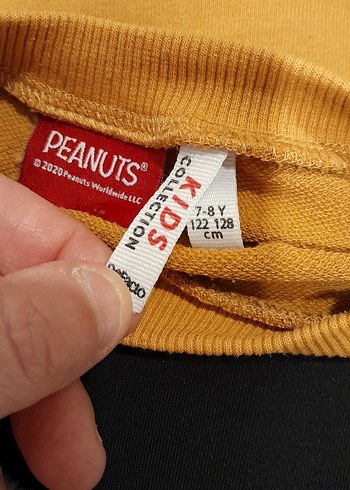 PEANUTS®
© 2020 Peanuts Worldwide LLC
KIDS
COLLECTION
DeFacto
7-8 Y
122 128
cm